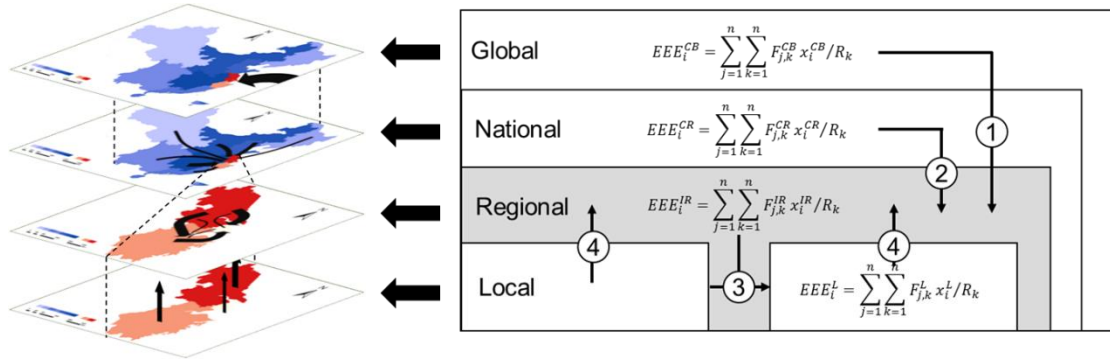 Global
EEE_i^{CB} = \sum_{j=1}^{n} \sum_{k=1}^{n} F_{j,k}^{CB} x_i^{CB}/R_k
1
National
EEE_i^{CR} = \sum_{j=1}^{n} \sum_{k=1}^{n} F_{j,k}^{CR} x_i^{CR}/R_k
2
Regional
EEE_i^{IR} = \sum_{j=1}^{n} \sum_{k=1}^{n} F_{j,k}^{IR} x_i^{IR}/R_k
4
4
Local
3
EEE_i^{L} = \sum_{j=1}^{n} \sum_{k=1}^{n} F_{j,k}^{L} x_i^{L}/R_k